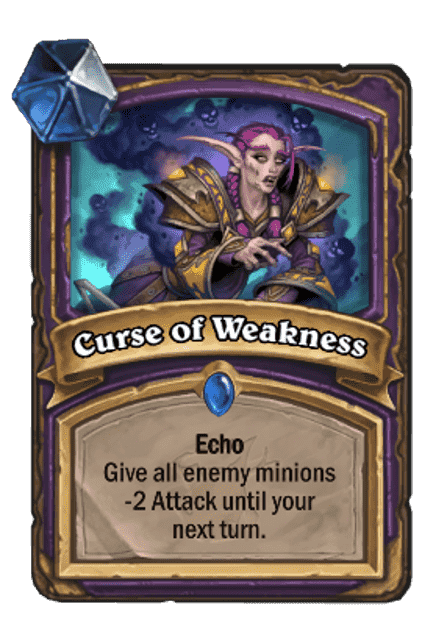 Curse of Weakness
Echo
Give all enemy minions
-2 Attack until your
next turn.